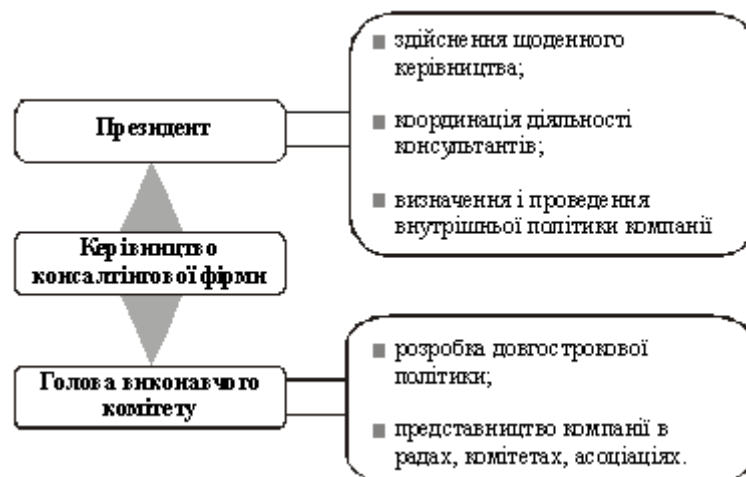 Президент
здійснення щоденного
керівництва;
координація діяльності
консультантів;
визначення і проведення
внутрішньої політики компанії
Керівництво
консалтінгової фірми
Голова виконавчого
комітету
розробка довгострокової
політики;
представництво компанії в
радах, комітетах, асоціаціях.